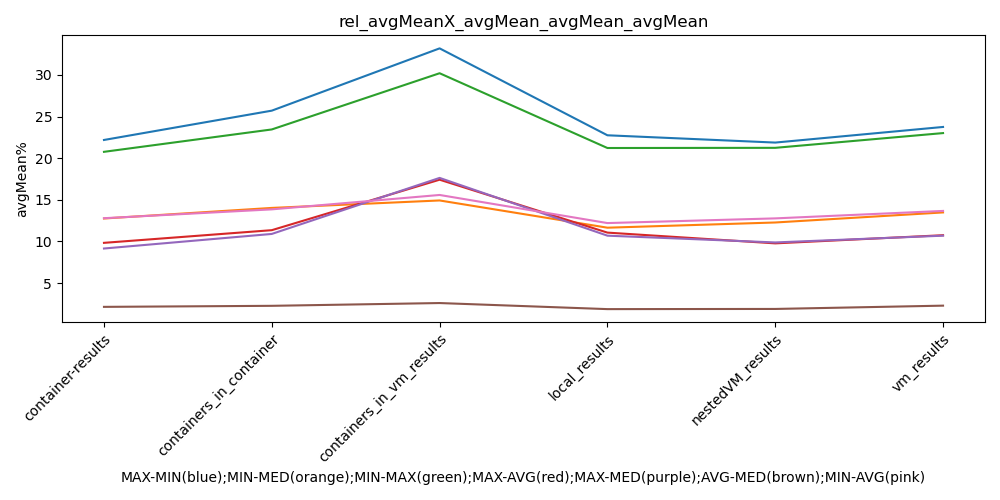 rel_avgMeanX_avgMean_avgMean_avgMean
avgMean%
30
25
20
15
10
5
container-results
containers_in_container
containers_in_vm_results
local_results
nestedVM_results
vm_results
MAX-MIN(blue);MIN-MED(orange);MIN-MAX(green);MAX-AVG(red);MAX-MED(purple);AVG-MED(brown);MIN-AVG(pink)